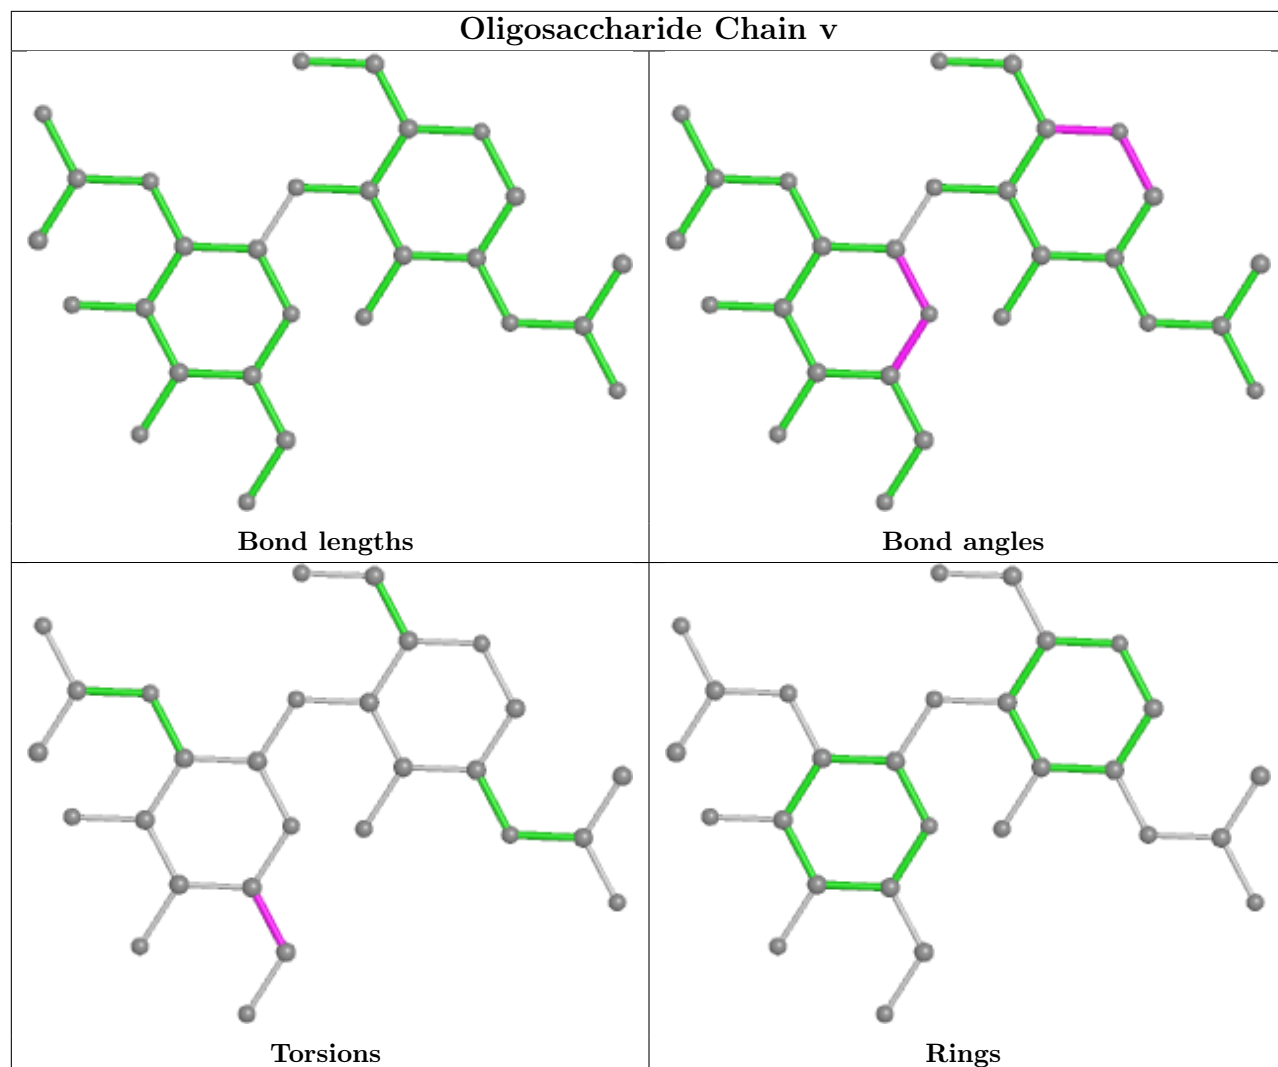 Oligosaccharide Chain v
Bond lengths
Bond angles
Torsions
Rings